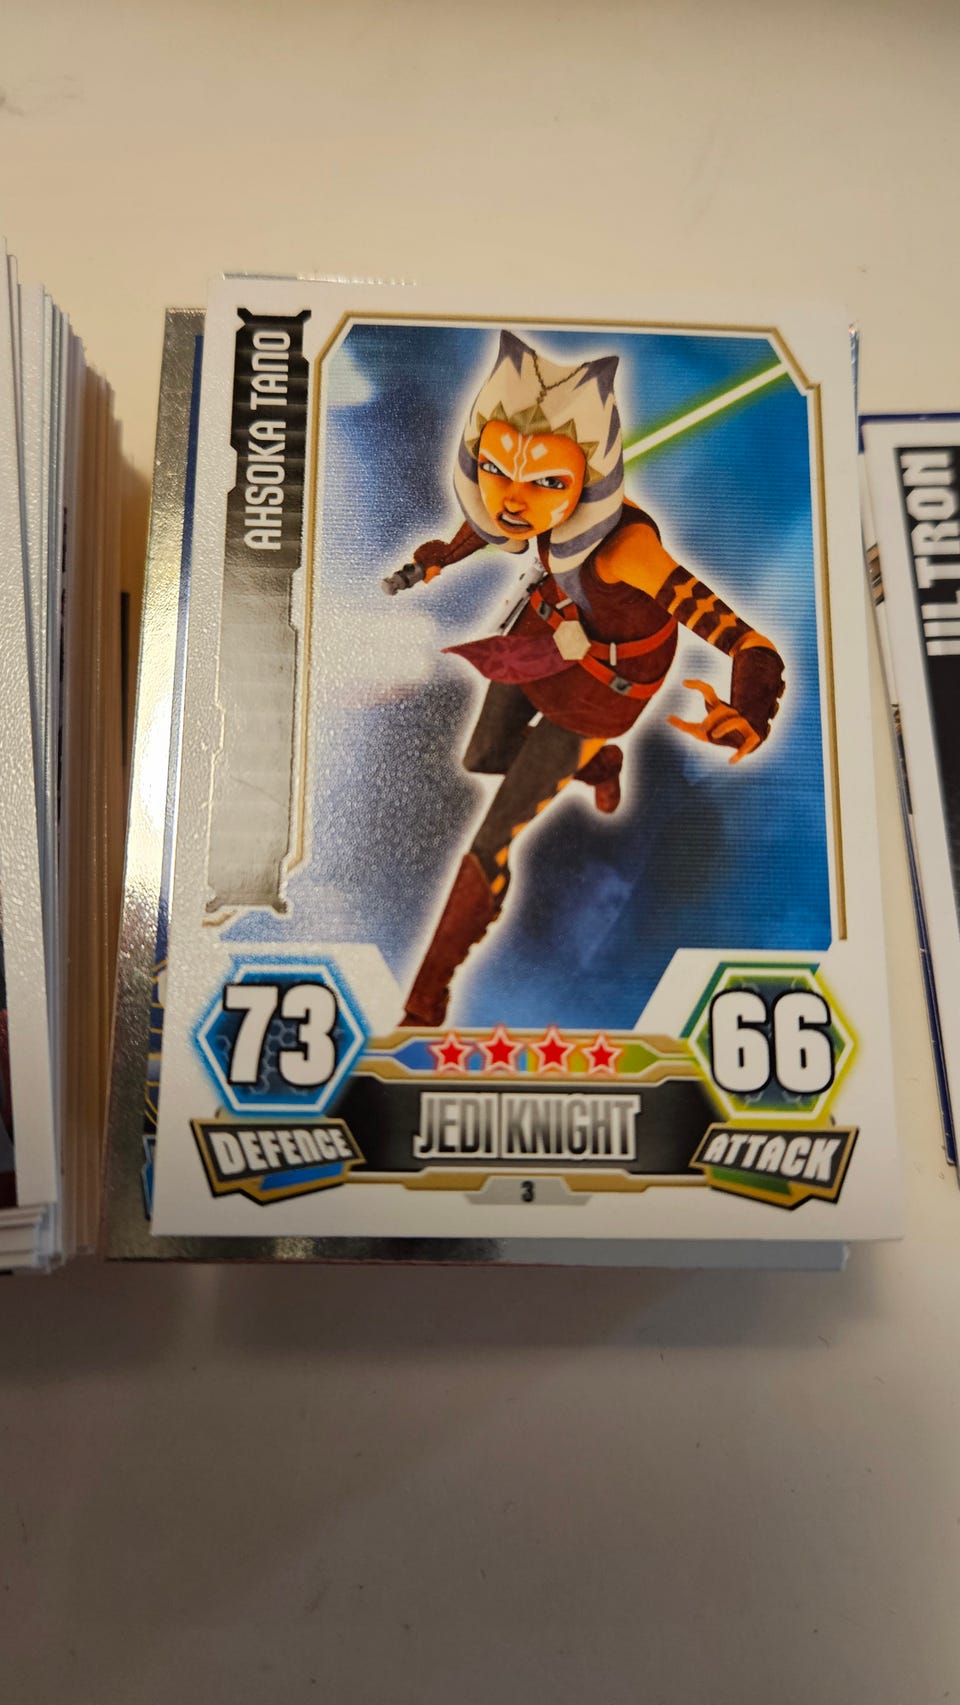 AHSOKA TANO
ULTRON
73
66
JEDI KNIGHT
DEFENCE
ATTACK
3